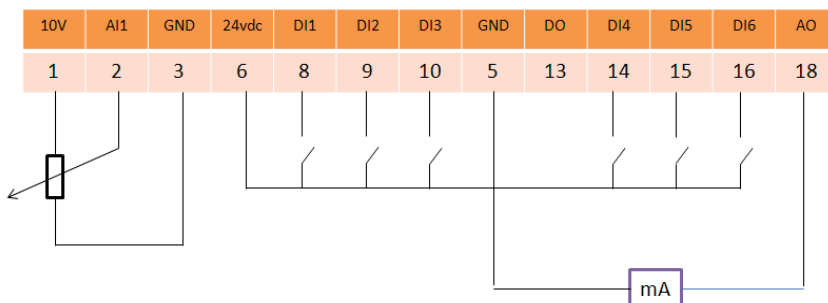 10V AI1 GND 24vdc DI1 DI2 DI3 GND DO DI4 DI5 DI6 AO
1 2 3 6 8 9 10 5 13 14 15 16 18
mA